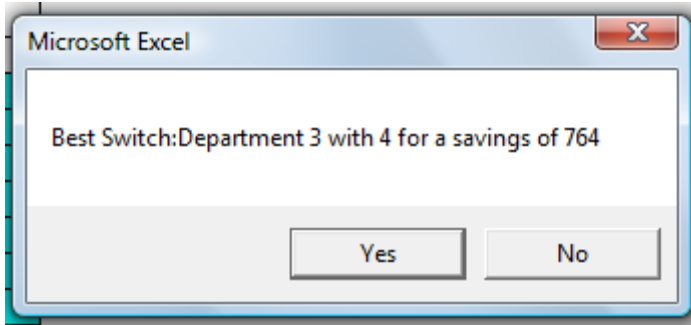 Microsoft Excel
Best Switch:Department 3 with 4 for a savings of 764
Yes
No